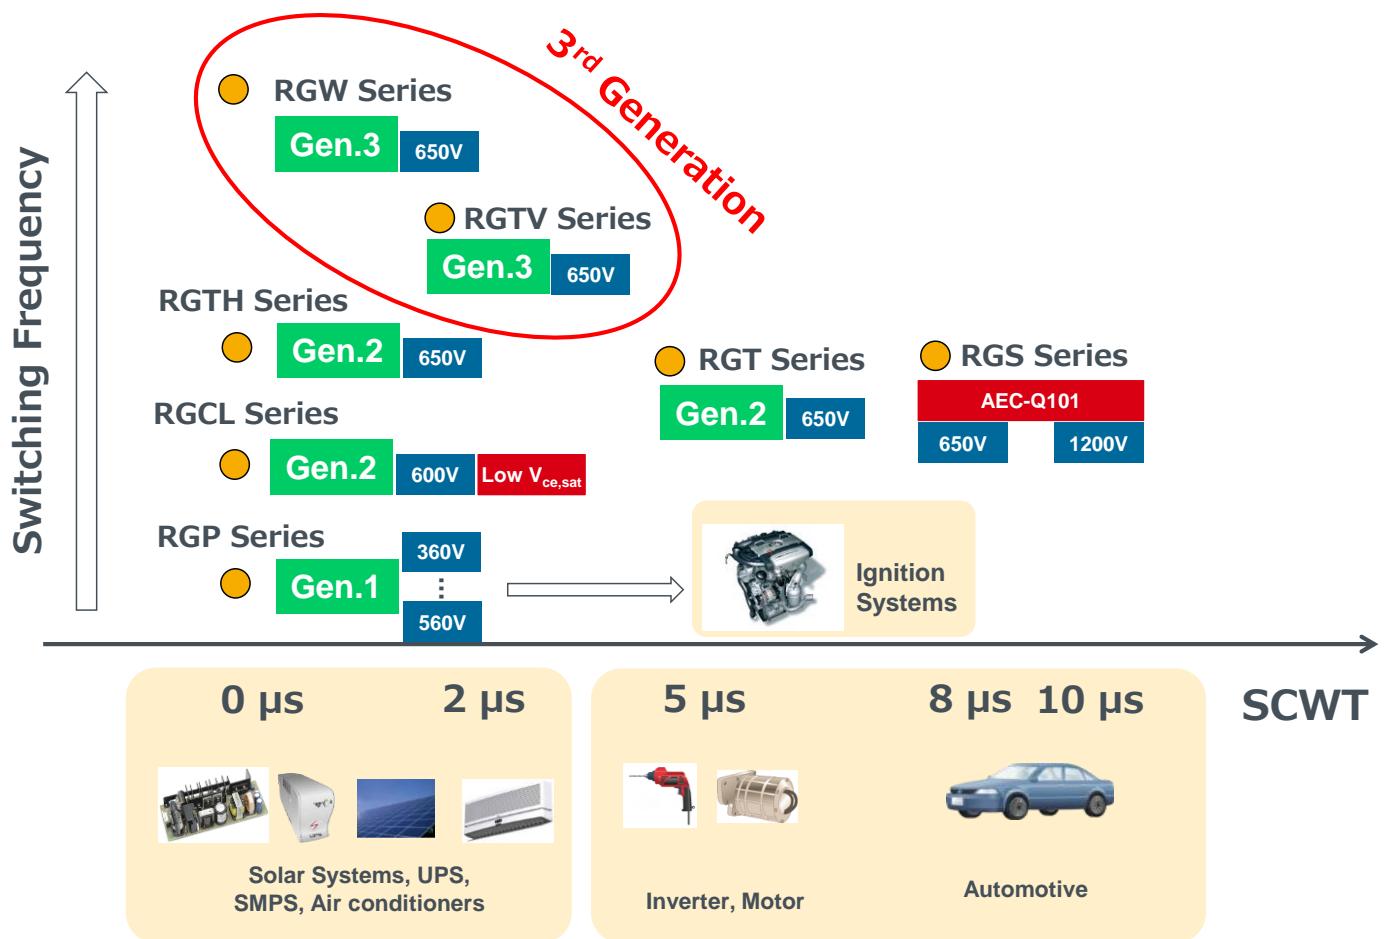 Switching Frequency
3rd Generation
RGW Series
Gen.3
650V
RGTV Series
Gen.3
650V
RGTH Series
Gen.2
650V
RGT Series
Gen.2
650V
RGS Series
AEC-Q101
650V
1200V
RGCL Series
Gen.2
600V
Low Vce,sat
RGP Series
Gen.1
360V
⋮
560V
Ignition
Systems
0 µs
2 µs
5 µs
8 µs
10 µs
SCWT
UPS
Solar Systems, UPS,
SMPS, Air conditioners
Inverter, Motor
Automotive